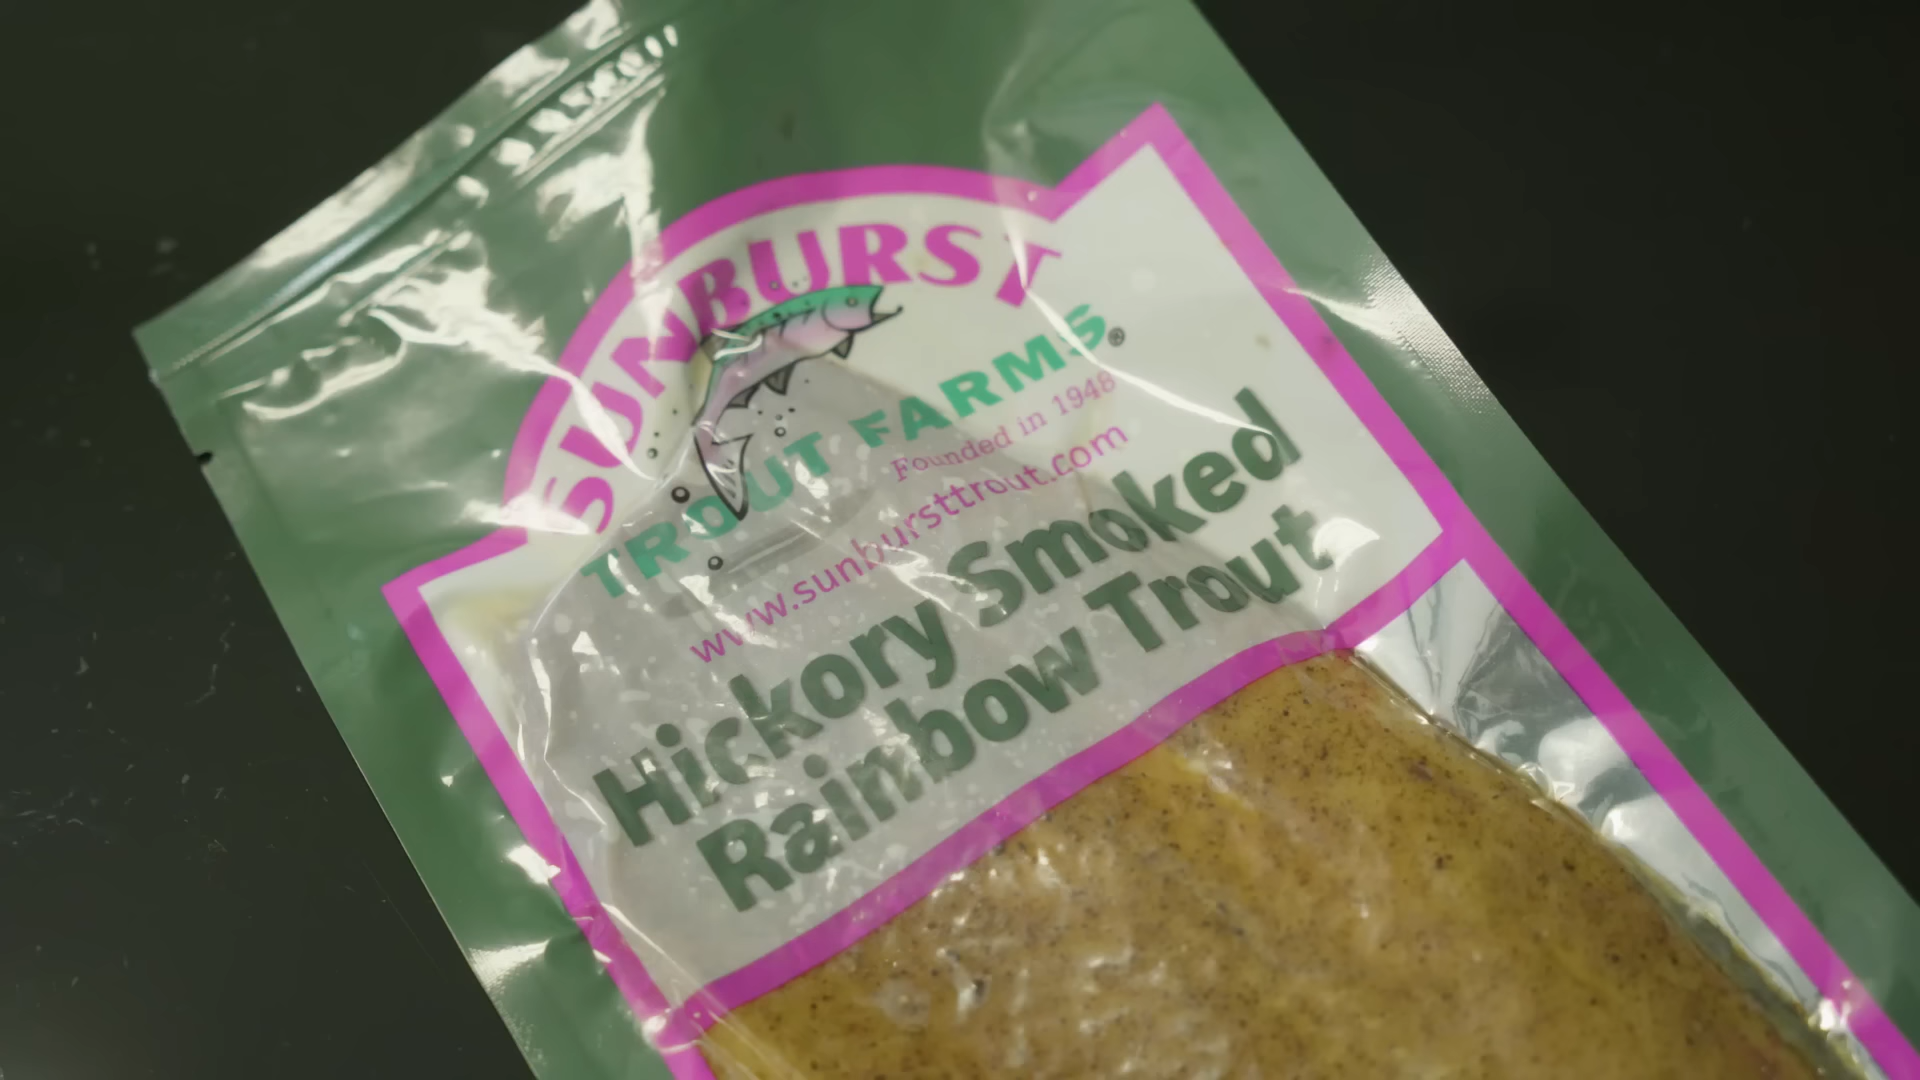 SUNBURST
TROUT FARMS®
Founded in 1948
www.sunbursttrout.com
Hickory Smoked
Rainbow Trout